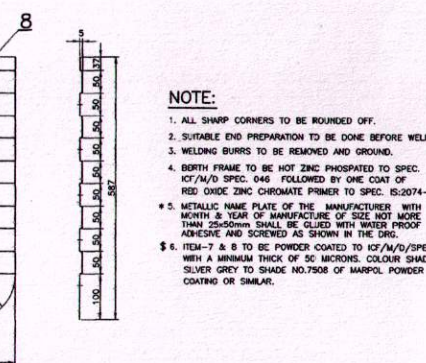 8
5
37
50
50
50
50
50
50
50
50
50
100
587
NOTE:
1. ALL SHARP CORNERS TO BE ROUNDED OFF.
2. SUITABLE END PREPARATION TO BE DONE BEFORE WELD
3. WELDING BURRS TO BE REMOVED AND GROUND.
4. BERTH FRAME TO BE HOT ZINC PHOSPATED TO SPEC.
ICF/M/D SPEC. 046 FOLLOWED BY ONE COAT OF
RED OXIDE ZINC CHROMATE PRIMER TO SPEC. IS:2074-
* 5. METALLIC NAME PLATE OF THE MANUFACTURER WITH
MONTH & YEAR OF MANUFACTURE OF SIZE NOT MORE
THAN 25x50mm SHALL BE GLUED WITH WATER PROOF
ADHESIVE AND SCREWED AS SHOWN IN THE DRG.
$ 6. ITEM-7 & 8 TO BE POWDER COATED TO ICF/M/D/SPE
WITH A MINIMUM THICK OF 50 MICRONS. COLOUR SHAD
SILVER GREY TO SHADE NO.7508 OF MARPOL POWDER
COATING OR SIMILAR.